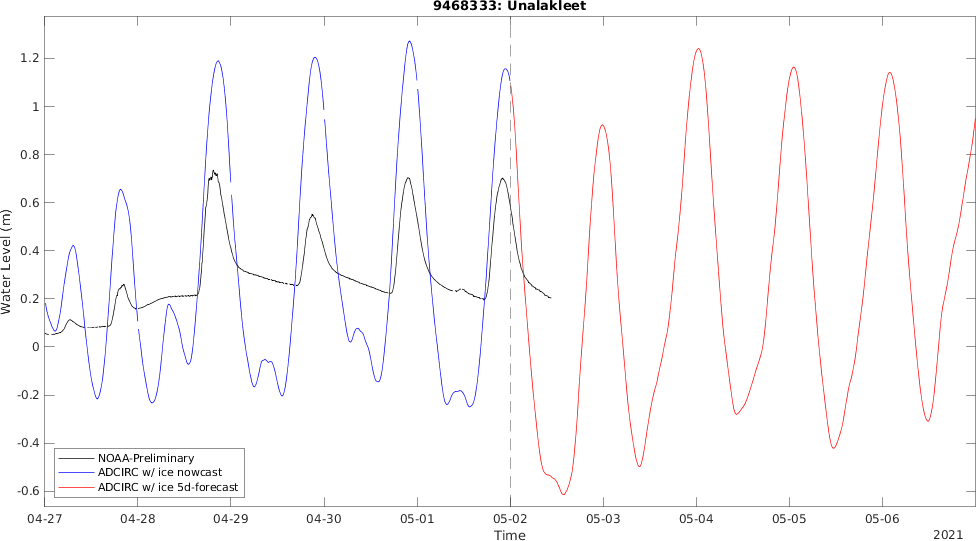 9468333: Unalakleet
Water Level (m)
1.2
1
0.8
0.6
0.4
0.2
0
-0.2
-0.4
-0.6
NOAA-Preliminary
ADCIRC w/ ice nowcast
ADCIRC w/ ice 5d-forecast
04-27 04-28 04-29 04-30 05-01 05-02 05-03 05-04 05-05 05-06
Time
2021